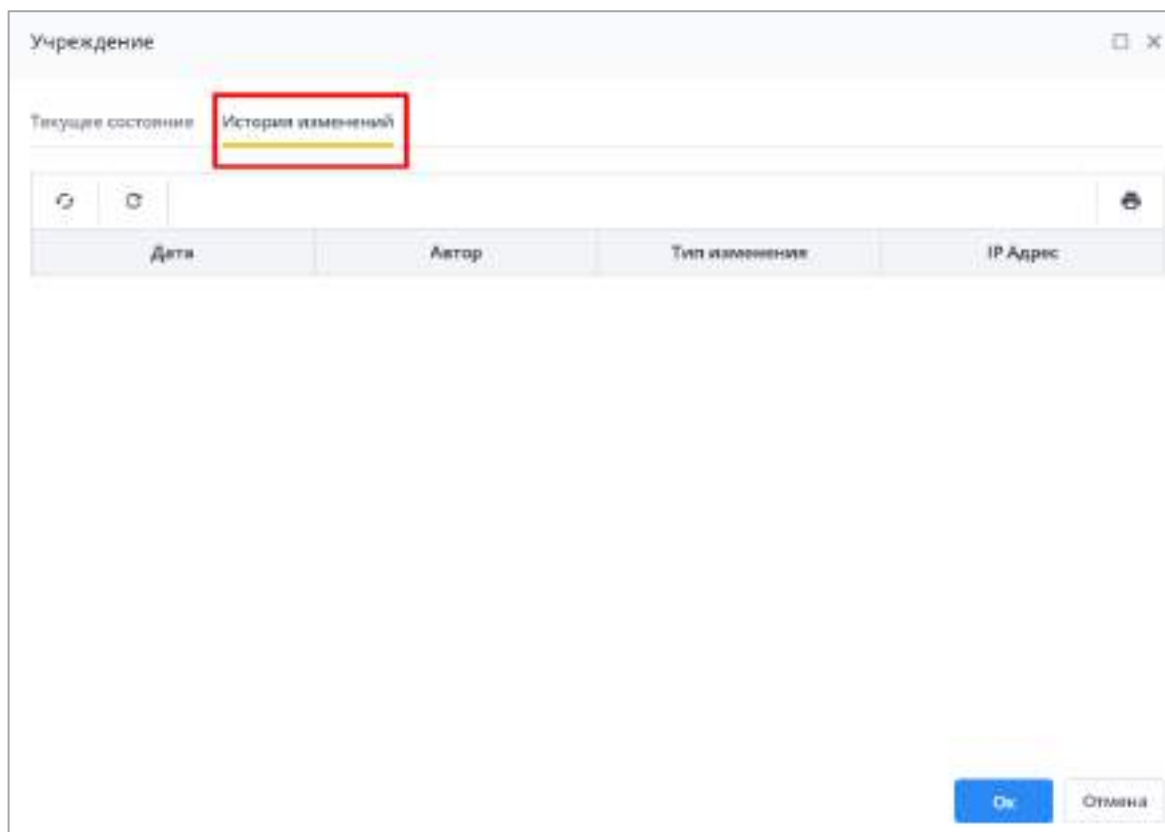 Учреждение
Текущее состояние История изменений
Дата Автор Тип изменения IP Адрес
Ок Отмена